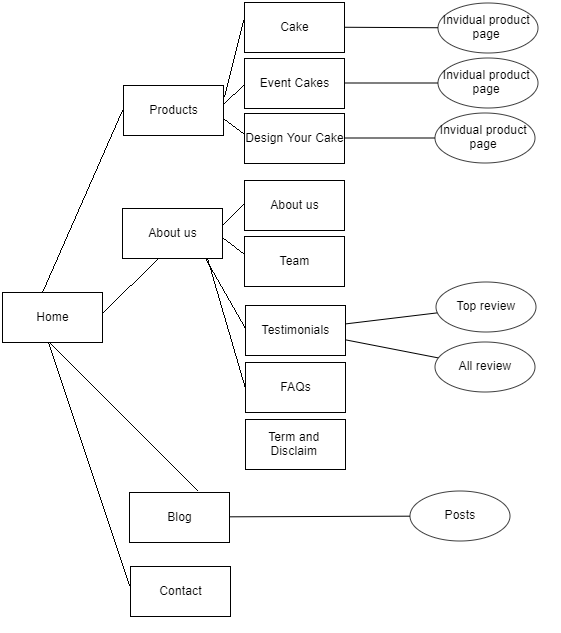 Cake
Invidual product
page
Event Cakes
Invidual product
page
Products
Design Your Cake
Invidual product
page
About us
About us
Team
Home
Testimonials
Top review
All review
FAQs
Term and
Disclaim
Blog
Posts
Contact